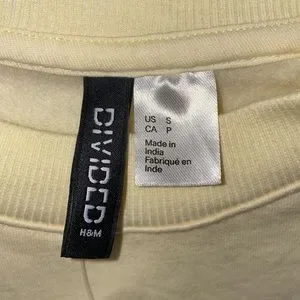 DIVIDED
H&M
US S
CA P
Made in
India
Fabriqué en
Inde